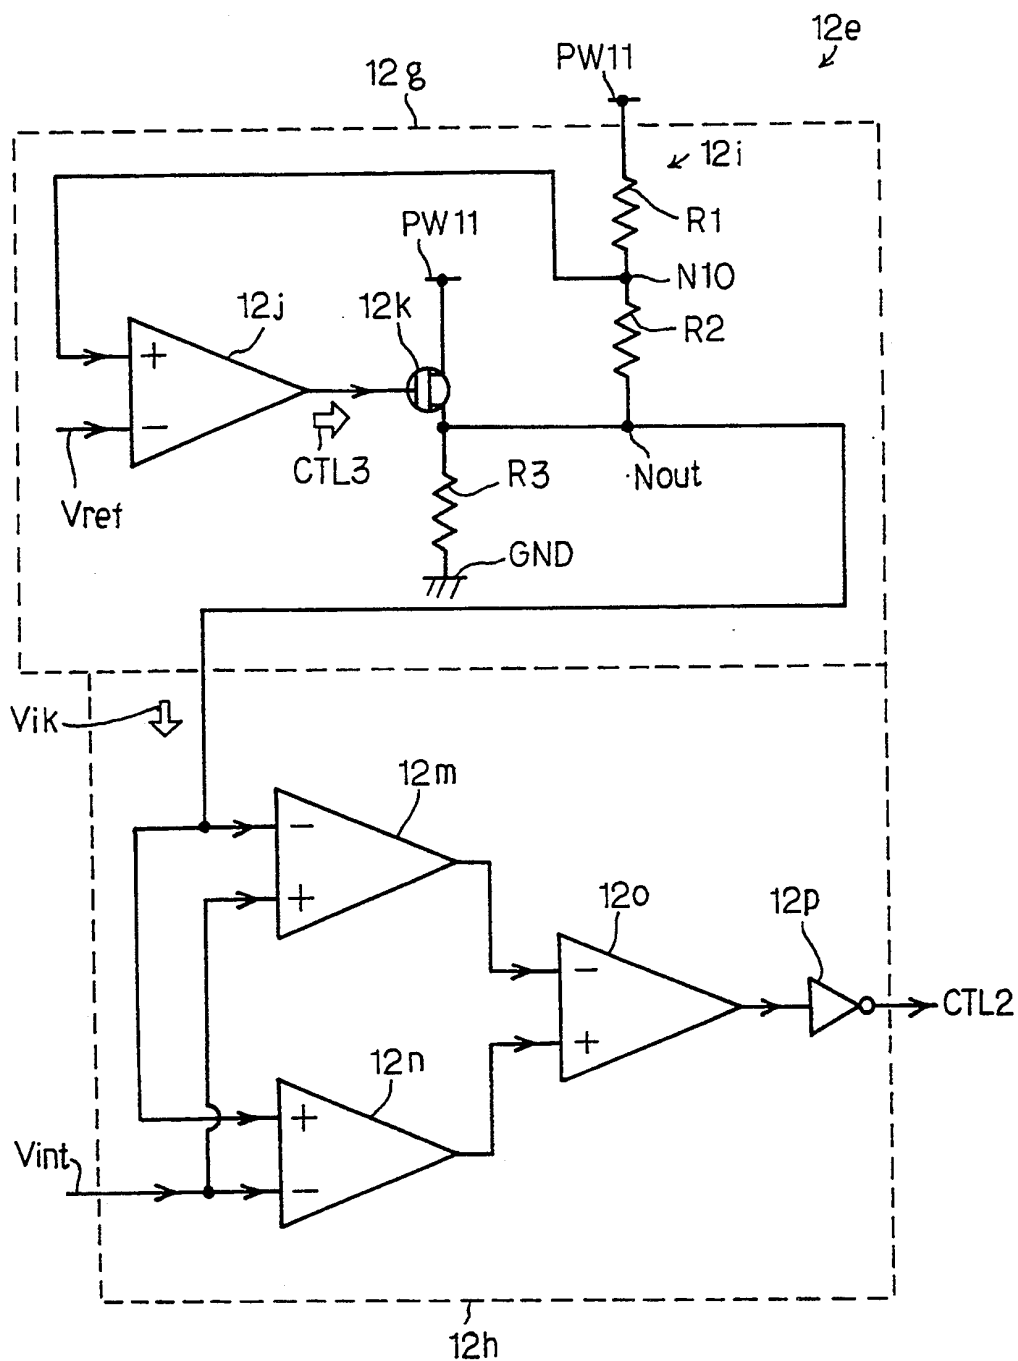 12e
PW11
12g
12i
R1
PW11
N10
12j
12k
R2
+
−
CTL3
R3
Nout
Vref
GND
Vik
12m
−
+
12o
12p
−
CTL2
+
12n
+
Vint
−
12h